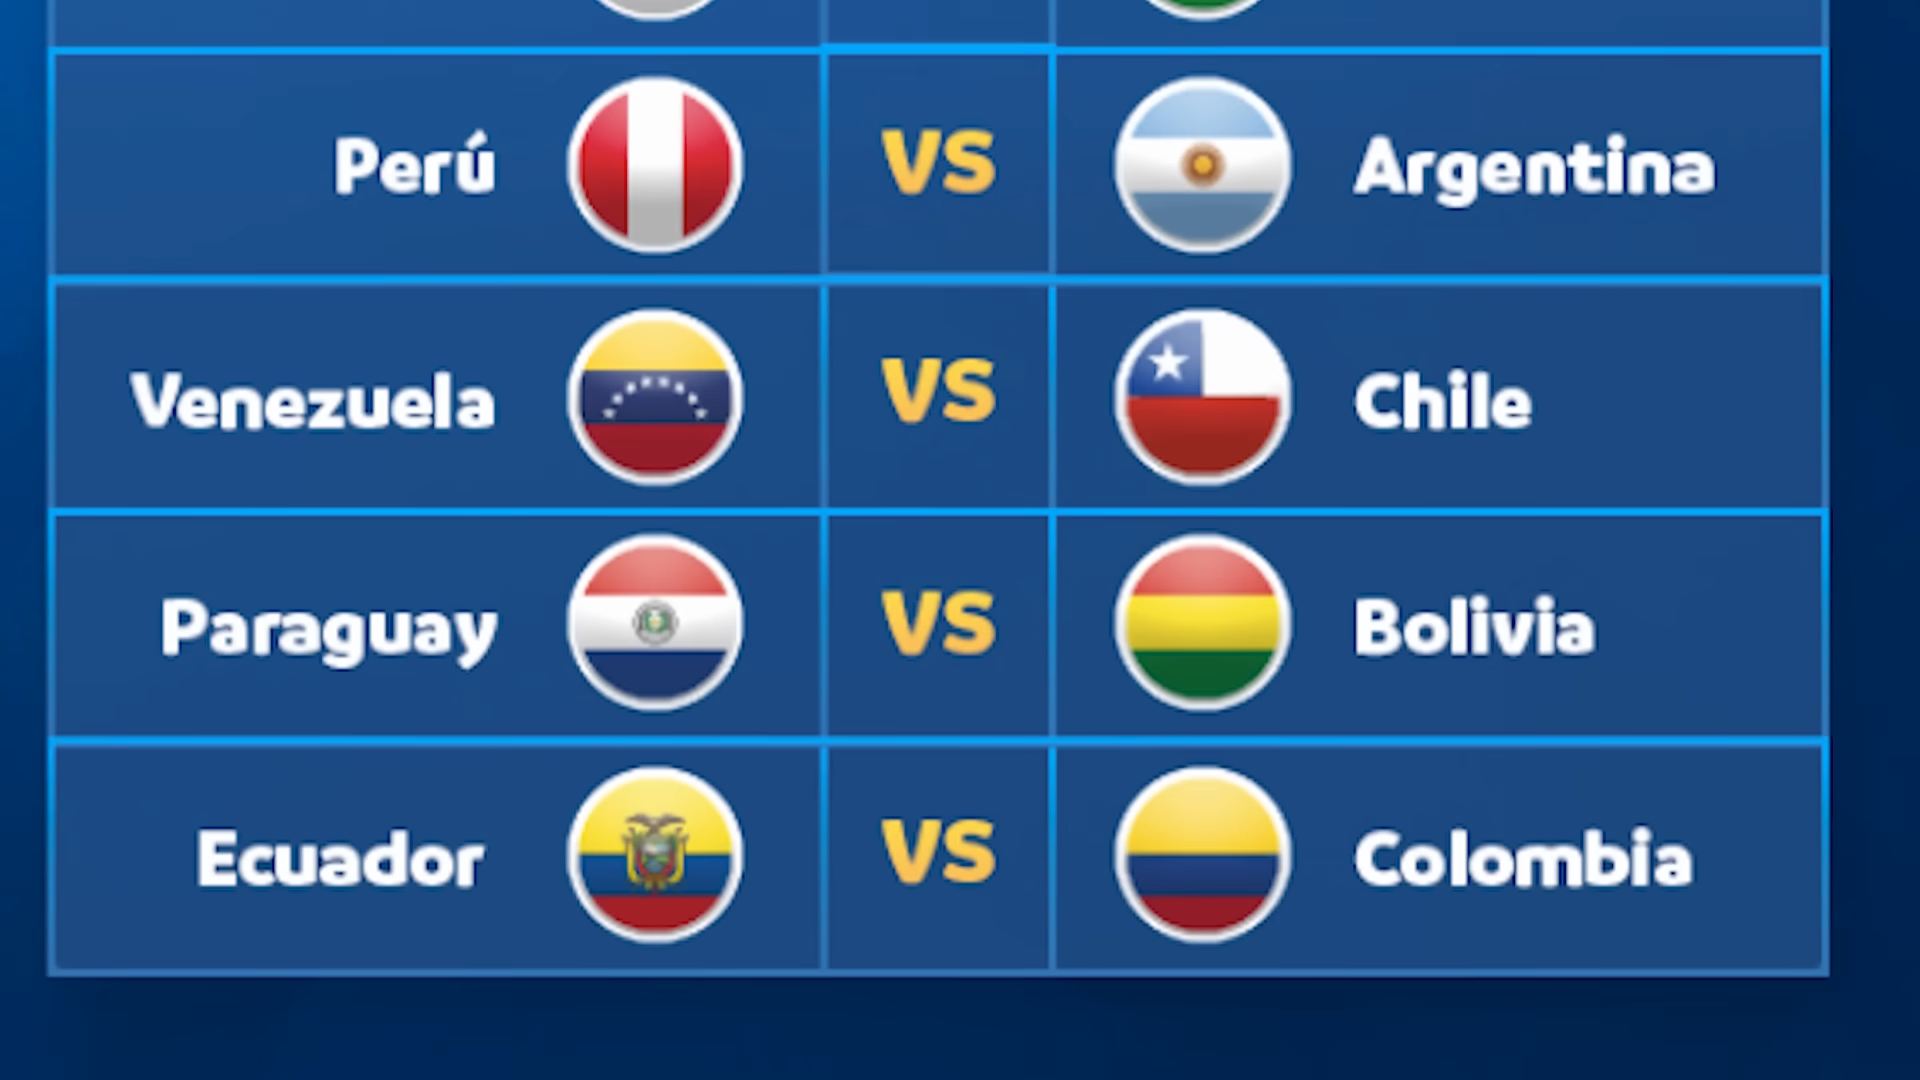 Perú VS Argentina
Venezuela VS Chile
Paraguay VS Bolivia
Ecuador VS Colombia